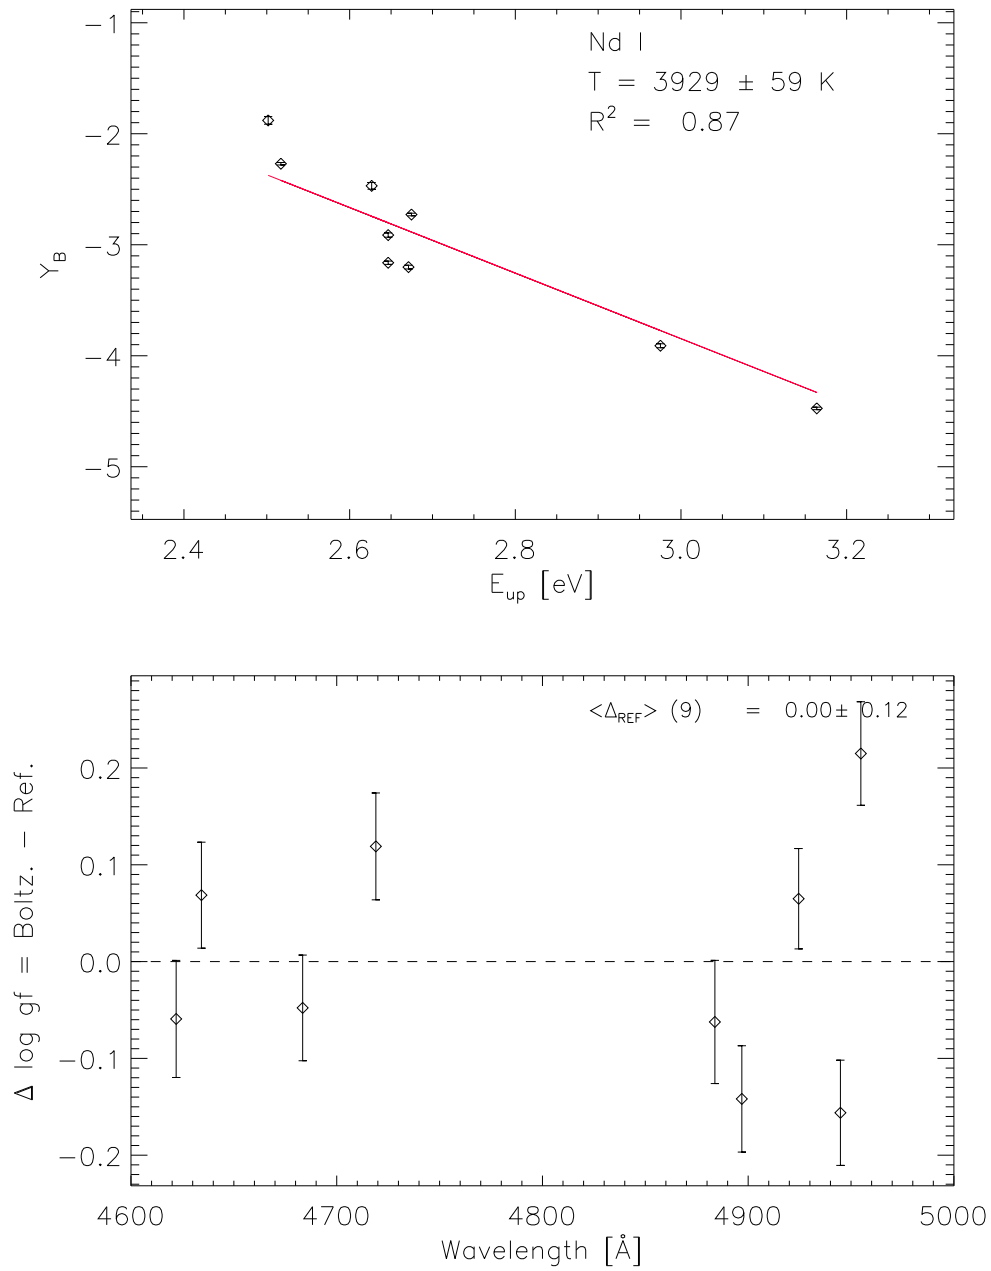 Nd I
T = 3929 ± 59 K
R² = 0.87
−1
−2
−3
−4
−5
Y_B
2.4 2.6 2.8 3.0 3.2
E_up [eV]
<Δ_REF> (9) = 0.00± 0.12
0.2
0.1
0.0
−0.1
−0.2
Δ log gf = Boltz. − Ref.
4600 4700 4800 4900 5000
Wavelength [Å]